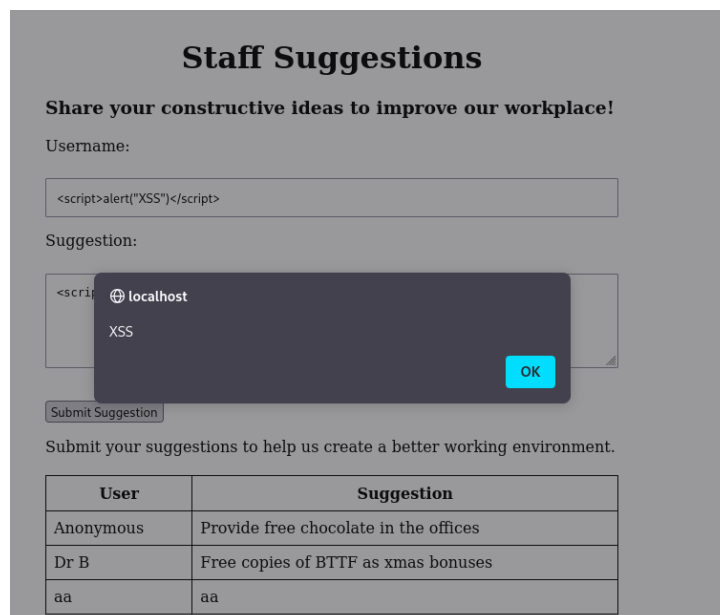 Staff Suggestions
Share your constructive ideas to improve our workplace!
Username:
<script>alert("XSS")</script>
Suggestion:
<scrip
localhost
XSS
OK
Submit Suggestion
Submit your suggestions to help us create a better working environment.
User Suggestion
Anonymous Provide free chocolate in the offices
Dr B Free copies of BTTF as xmas bonuses
aa aa